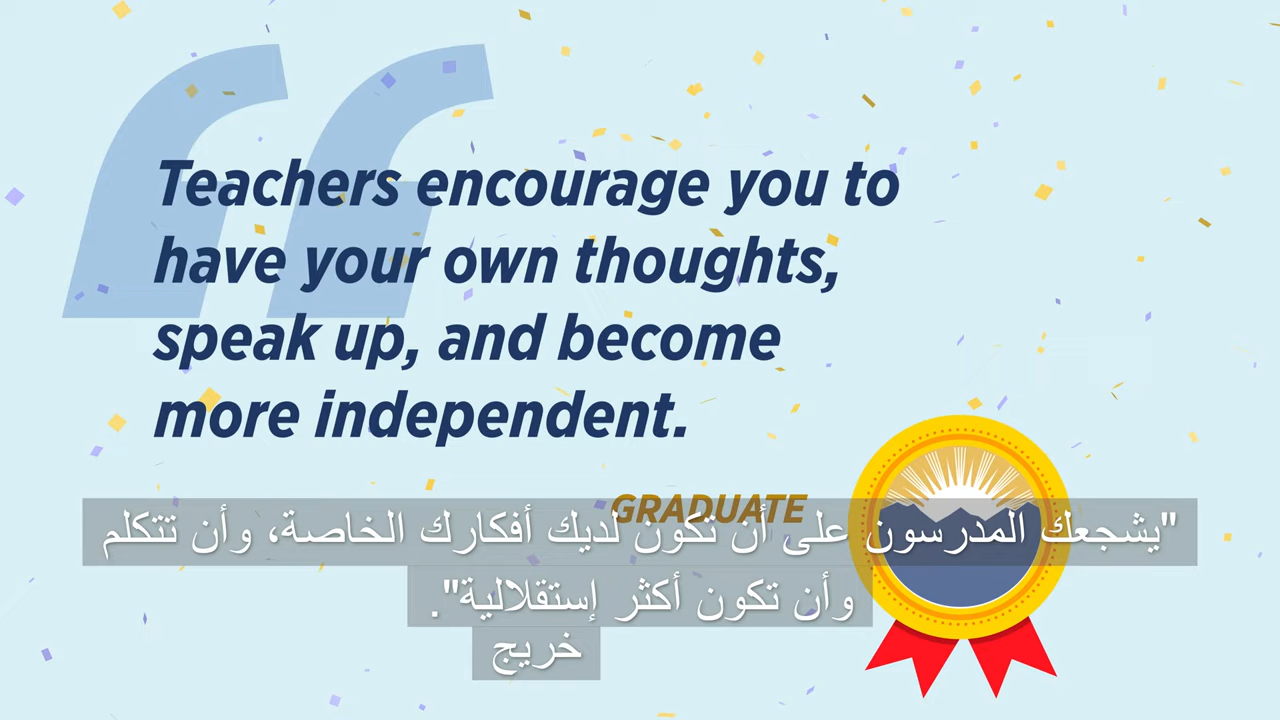 Teachers encourage you to
have your own thoughts,
speak up, and become
more independent.
GRADUATE
"يشجعك المدرسون على أن تكون لديك أفكارك الخاصة، وأن تتكلم
وأن تكون أكثر إستقلالية".
خريج